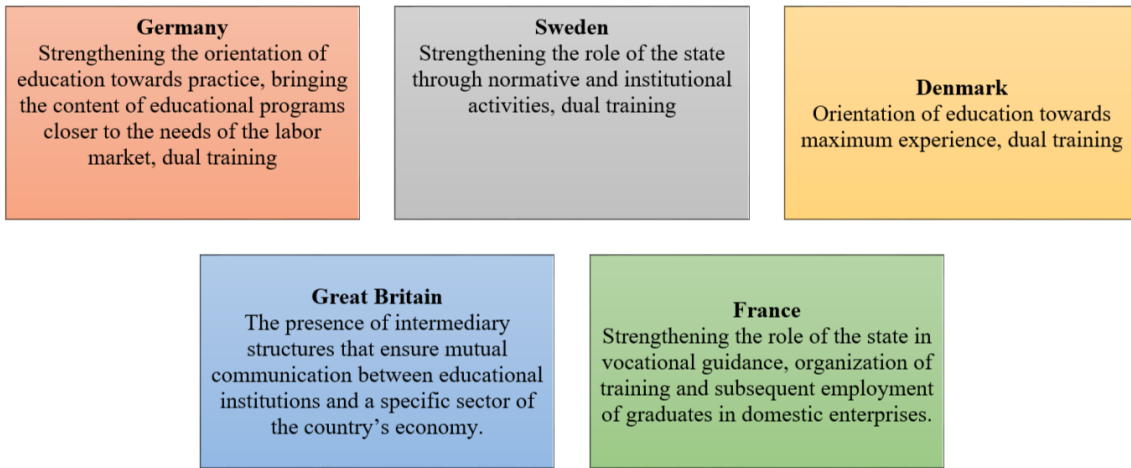 Germany
Strengthening the orientation of
education towards practice, bringing
the content of educational programs
closer to the needs of the labor
market, dual training
Sweden
Strengthening the role of the state
through normative and institutional
activities, dual training
Denmark
Orientation of education towards
maximum experience, dual training
Great Britain
The presence of intermediary
structures that ensure mutual
communication between educational
institutions and a specific sector of
the country’s economy.
France
Strengthening the role of the state in
vocational guidance, organization of
training and subsequent employment
of graduates in domestic enterprises.